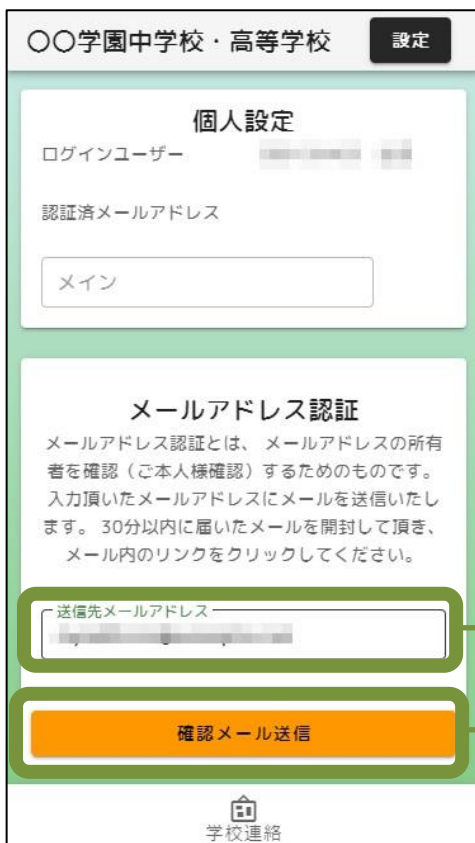 〇〇学園中学校・高等学校
設定
個人設定
ログインユーザー
認証済メールアドレス
メイン
メールアドレス認証
メールアドレス認証とは、 メールアドレスの所有
者を確認（ご本人様確認）するためのものです。
入力頂いたメールアドレスにメールを送信いたし
ます。 30分以内に届いたメールを開封して頂き、
メール内のリンクをクリックしてください。
送信先メールアドレス
確認メール送信
学校連絡